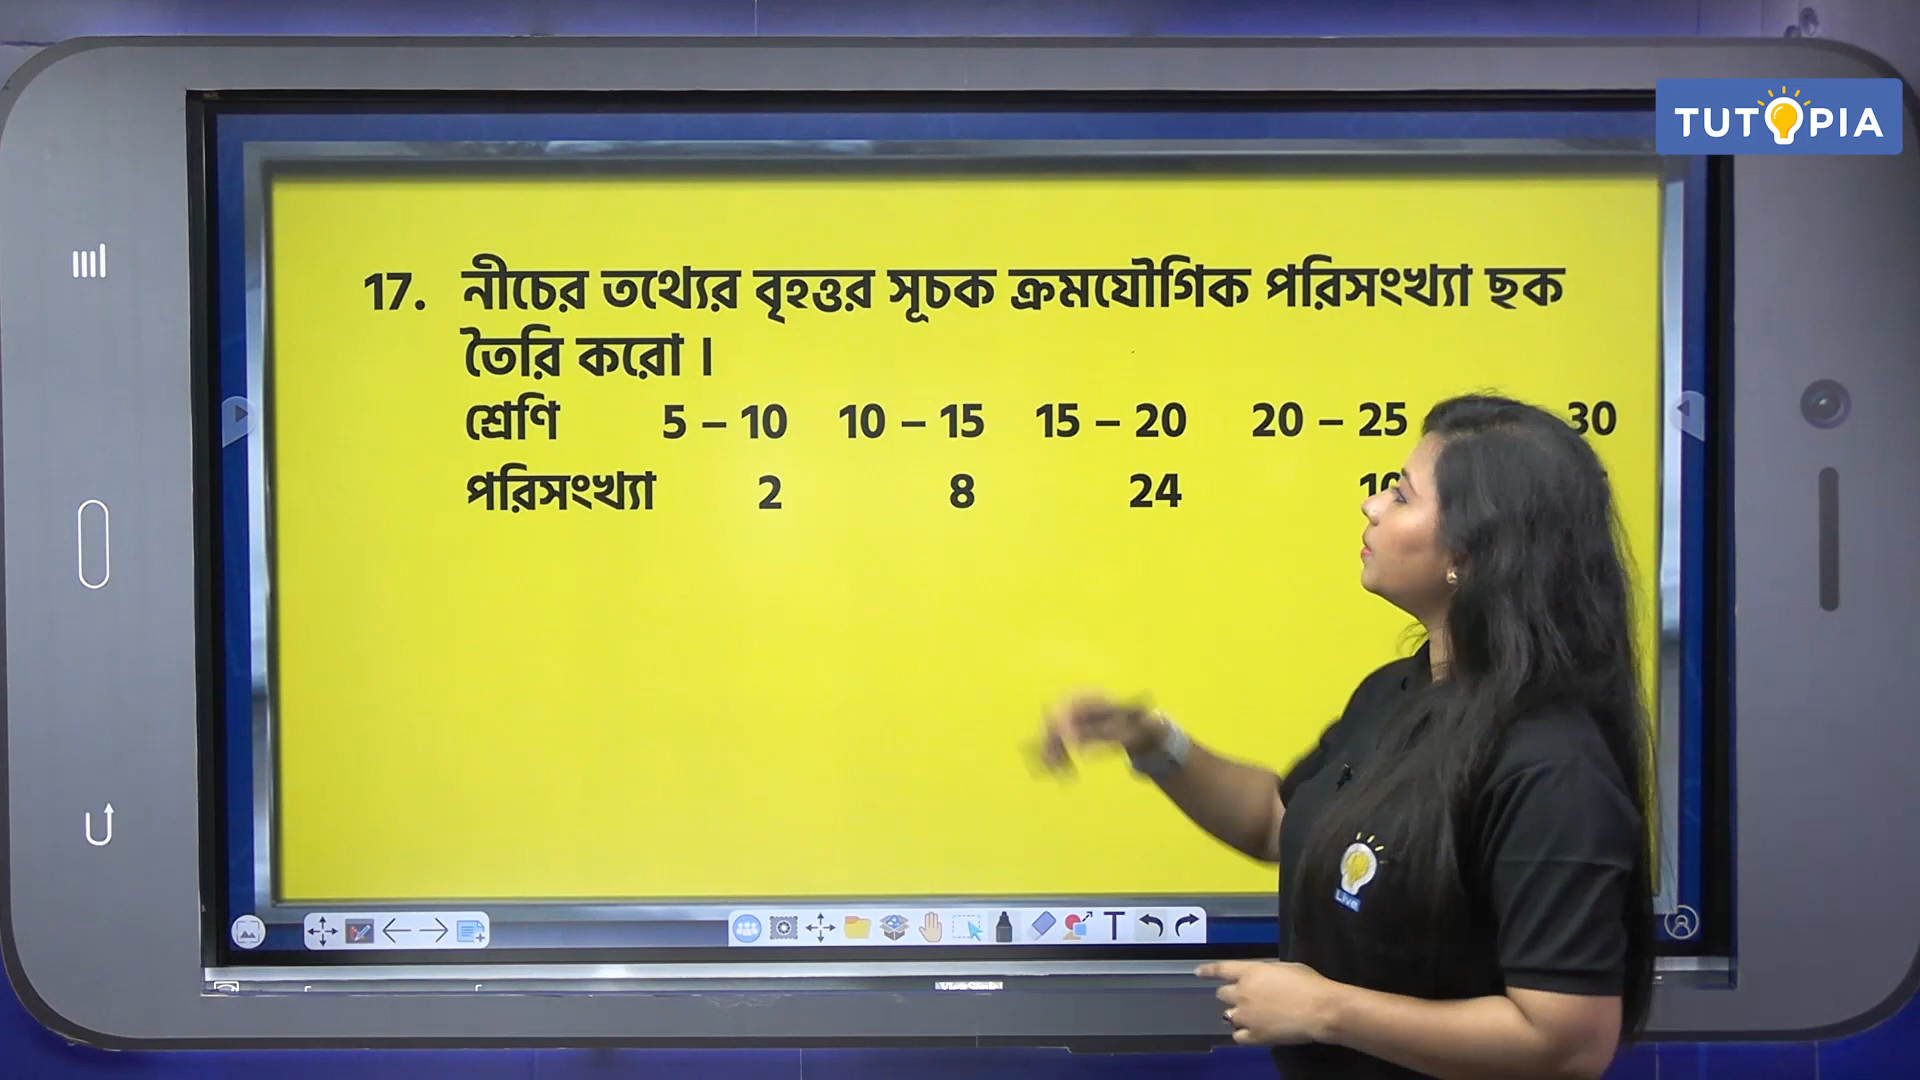 TUTOPIA
17. নীচের তথ্যের বৃহত্তর সূচক ক্রমযৌগিক পরিসংখ্যা ছক
তৈরি করো ।
শ্রেণি 5 – 10 10 – 15 15 – 20 20 – 25 30
পরিসংখ্যা 2 8 24
T
Live